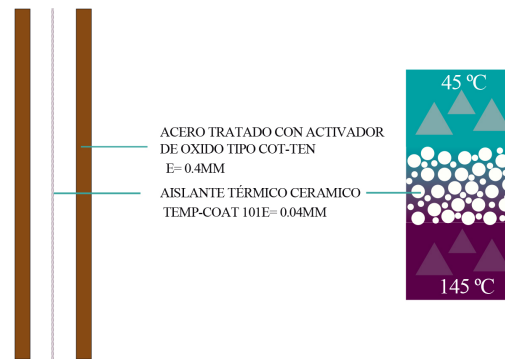 ACERO TRATADO CON ACTIVADOR
DE OXIDO TIPO COT-TEN
E= 0.4MM
AISLANTE TÉRMICO CERAMICO
TEMP-COAT 101E= 0.04MM
45 ºC
145 ºC